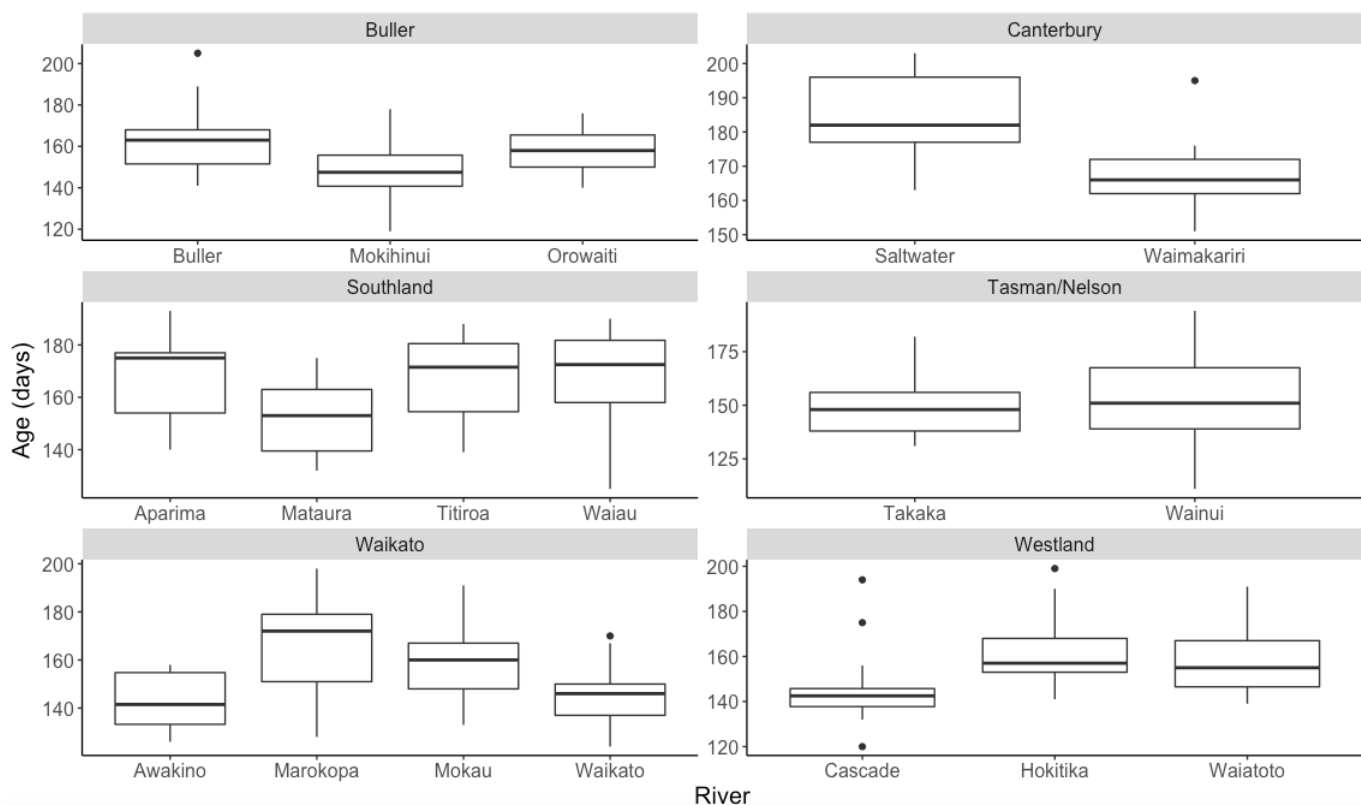 Buller
Canterbury
200
180
160
140
120
Buller Mokihinui Orowaiti
200
190
180
170
160
150
Saltwater Waimakariri
Southland
Tasman/Nelson
Age (days)
180
160
140
Aparima Mataura Titiroa Waiau
175
150
125
Takaka Wainui
Waikato
Westland
200
180
160
140
Awakino Marokopa Mokau Waikato
200
180
160
140
120
Cascade Hokitika Waiatoto
River